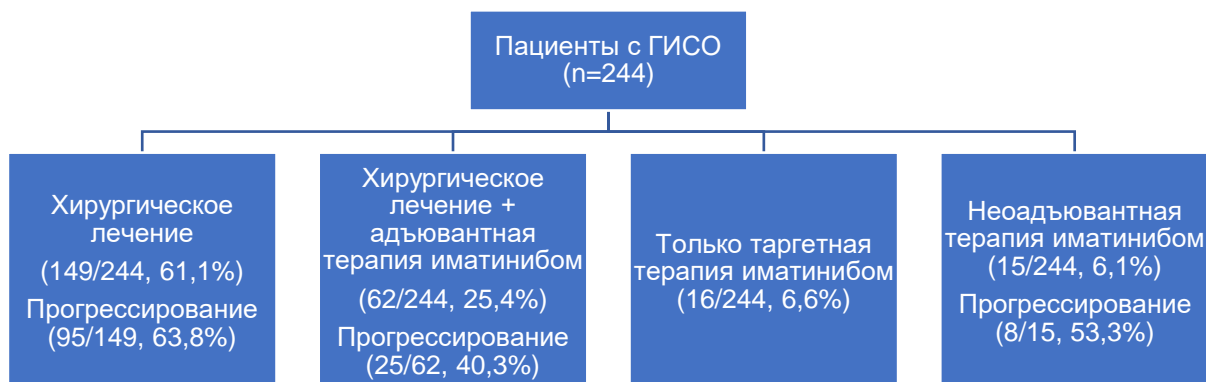 Пациенты с ГИСО
(n=244)
Хирургическое
лечение
(149/244, 61,1%)
Прогрессирование
(95/149, 63,8%)
Хирургическое
лечение +
адъювантная
терапия иматинибом
(62/244, 25,4%)
Прогрессирование
(25/62, 40,3%)
Только таргетная
терапия иматинибом
(16/244, 6,6%)
Неоадъювантная
терапия иматинибом
(15/244, 6,1%)
Прогрессирование
(8/15, 53,3%)